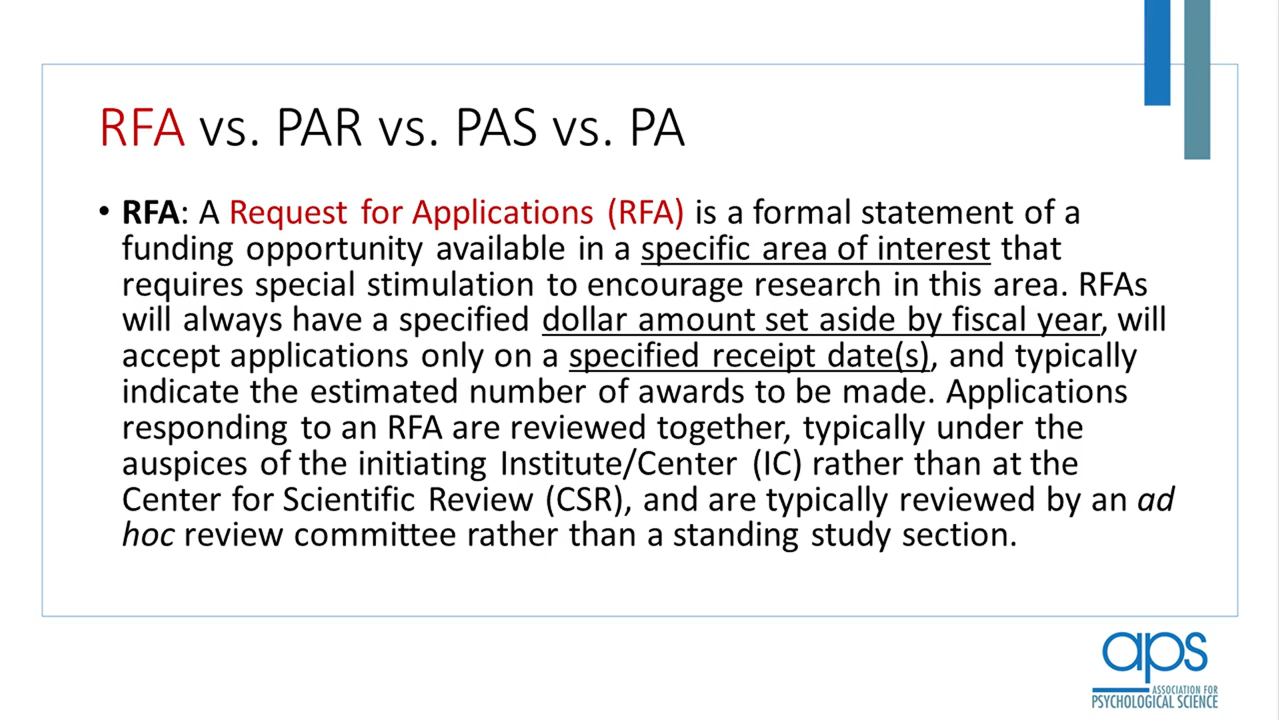 RFA vs. PAR vs. PAS vs. PA
• RFA: A Request for Applications (RFA) is a formal statement of a
funding opportunity available in a specific area of interest that
requires special stimulation to encourage research in this area. RFAs
will always have a specified dollar amount set aside by fiscal year, will
accept applications only on a specified receipt date(s), and typically
indicate the estimated number of awards to be made. Applications
responding to an RFA are reviewed together, typically under the
auspices of the initiating Institute/Center (IC) rather than at the
Center for Scientific Review (CSR), and are typically reviewed by an ad
hoc review committee rather than a standing study section.
aps
ASSOCIATION FOR
PSYCHOLOGICAL SCIENCE